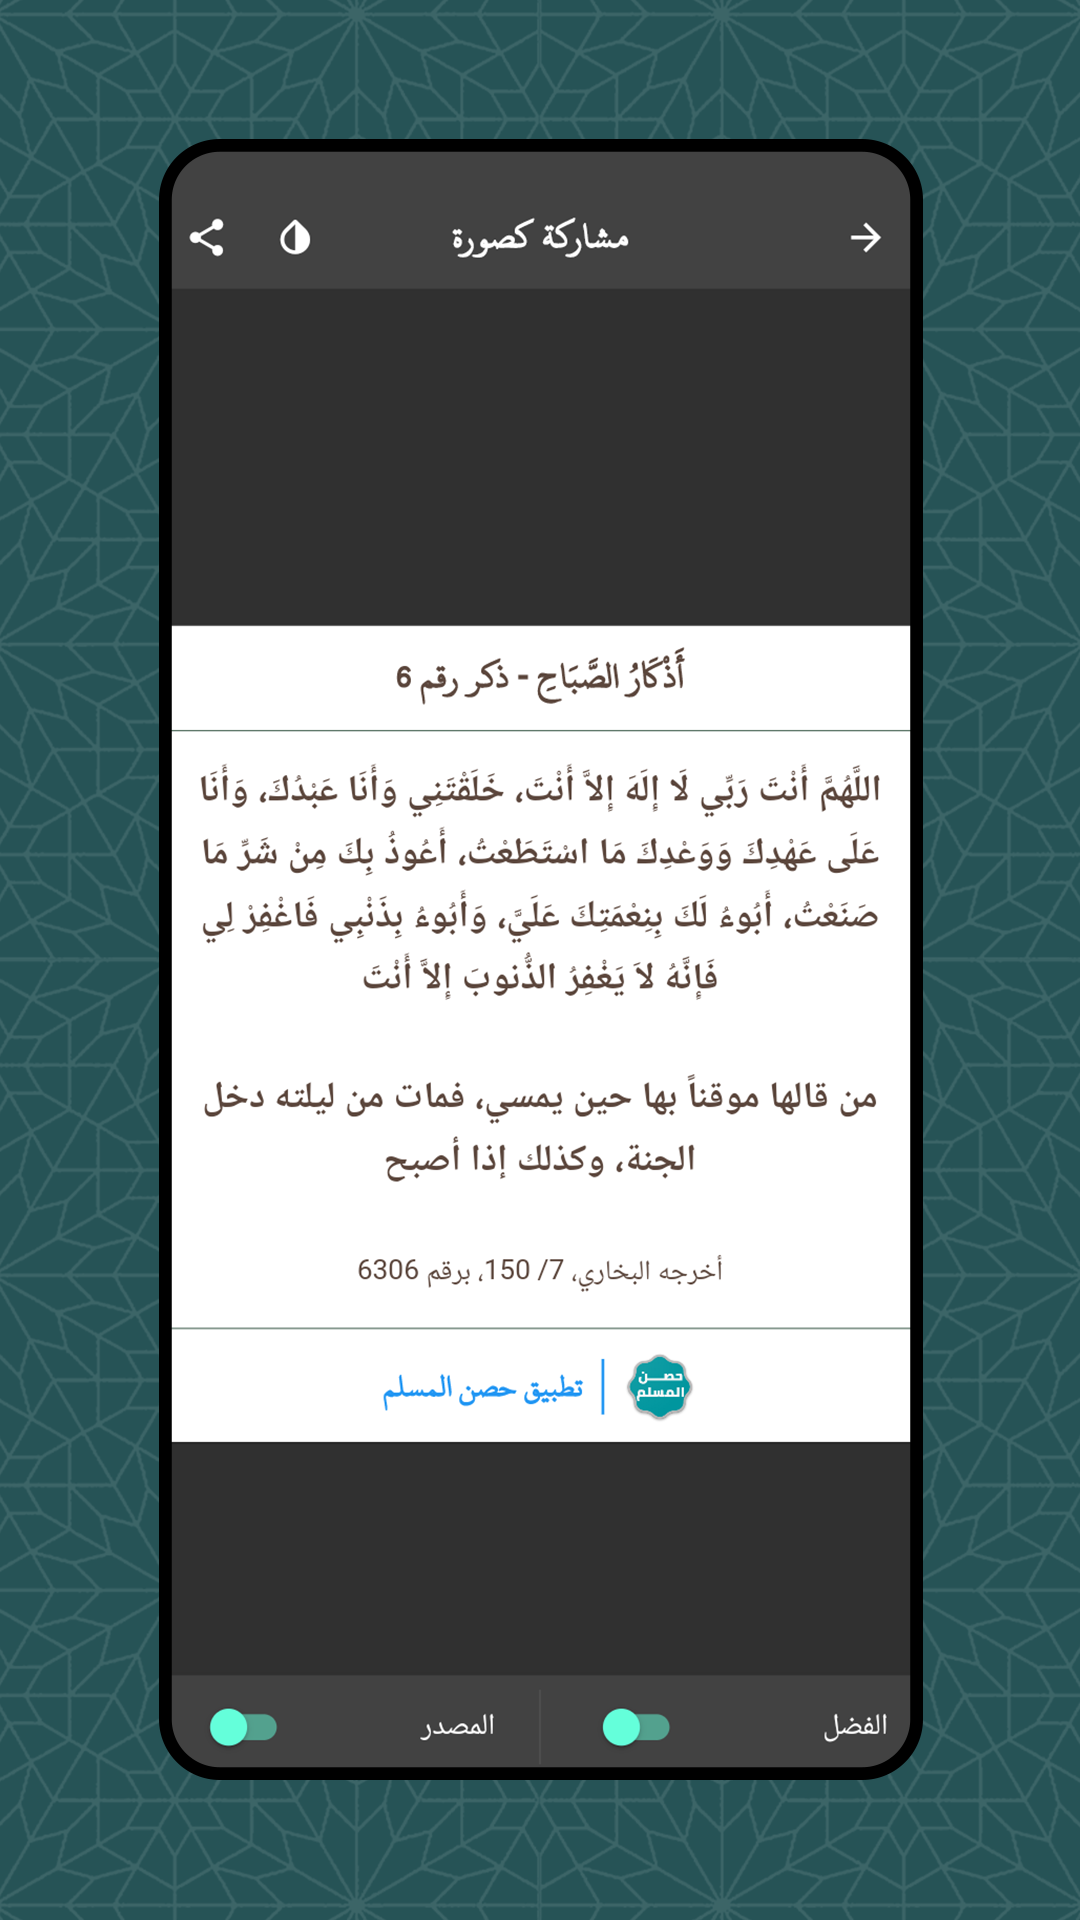 مشاركة كصورة
أَذْكَارُ الصَّبَاحِ - ذكر رقم 6
اللَّهُمَّ أَنْتَ رَبِّي لَا إِلَهَ إِلاَّ أَنْتَ، خَلَقْتَنِي وَأَنَا عَبْدُكَ، وَأَنَا
عَلَى عَهْدِكَ وَوَعْدِكَ مَا اسْتَطَعْتُ، أَعُوذُ بِكَ مِنْ شَرِّ مَا
صَنَعْتُ، أَبُوءُ لَكَ بِنِعْمَتِكَ عَلَيَّ، وَأَبُوءُ بِذَنْبِي فَاغْفِرْ لِي
فَإِنَّهُ لاَ يَغْفِرُ الذُّنوبَ إِلاَّ أَنْتَ
من قالها موقناً بها حين يمسي، فمات من ليلته دخل
الجنة، وكذلك إذا أصبح
أخرجه البخاري، 7/ 150، برقم 6306
حصـــن
المسلم
تطبيق حصن المسلم
الفضل
المصدر